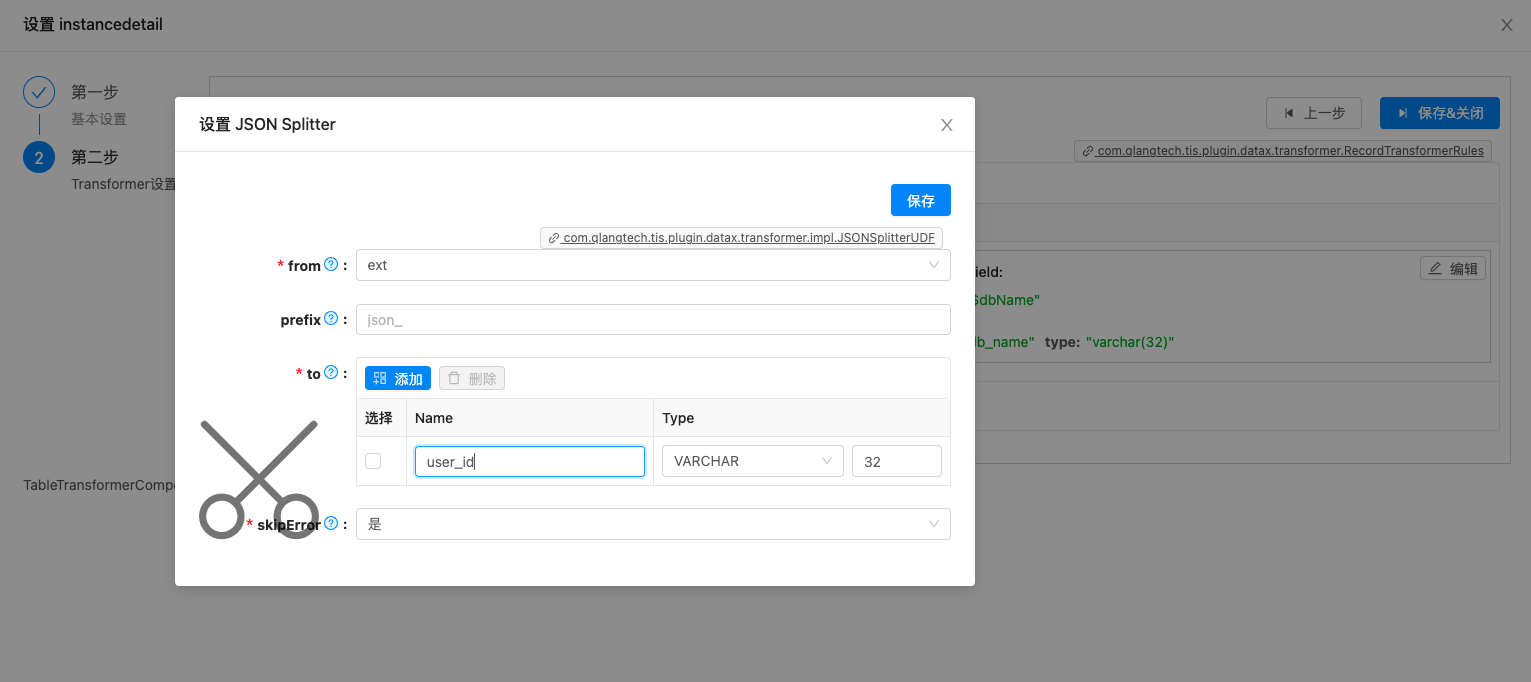 设置 instancedetail
第一步
基本设置
2 第二步
Transformer设置
上一步 保存&关闭
com.qlangtech.tis.plugin.datax.transformer.RecordTransformerRules
设置 JSON Splitter
保存
com.qlangtech.tis.plugin.datax.transformer.impl.JSONSplitterUDF
* from ? : ext
prefix ? : json_
* to ? : 添加 删除
选择 Name Type
user_id VARCHAR 32
* skipError ? : 是
ield:
编辑
dbName"
b_name" type: "varchar(32)"
TableTransformerCompo